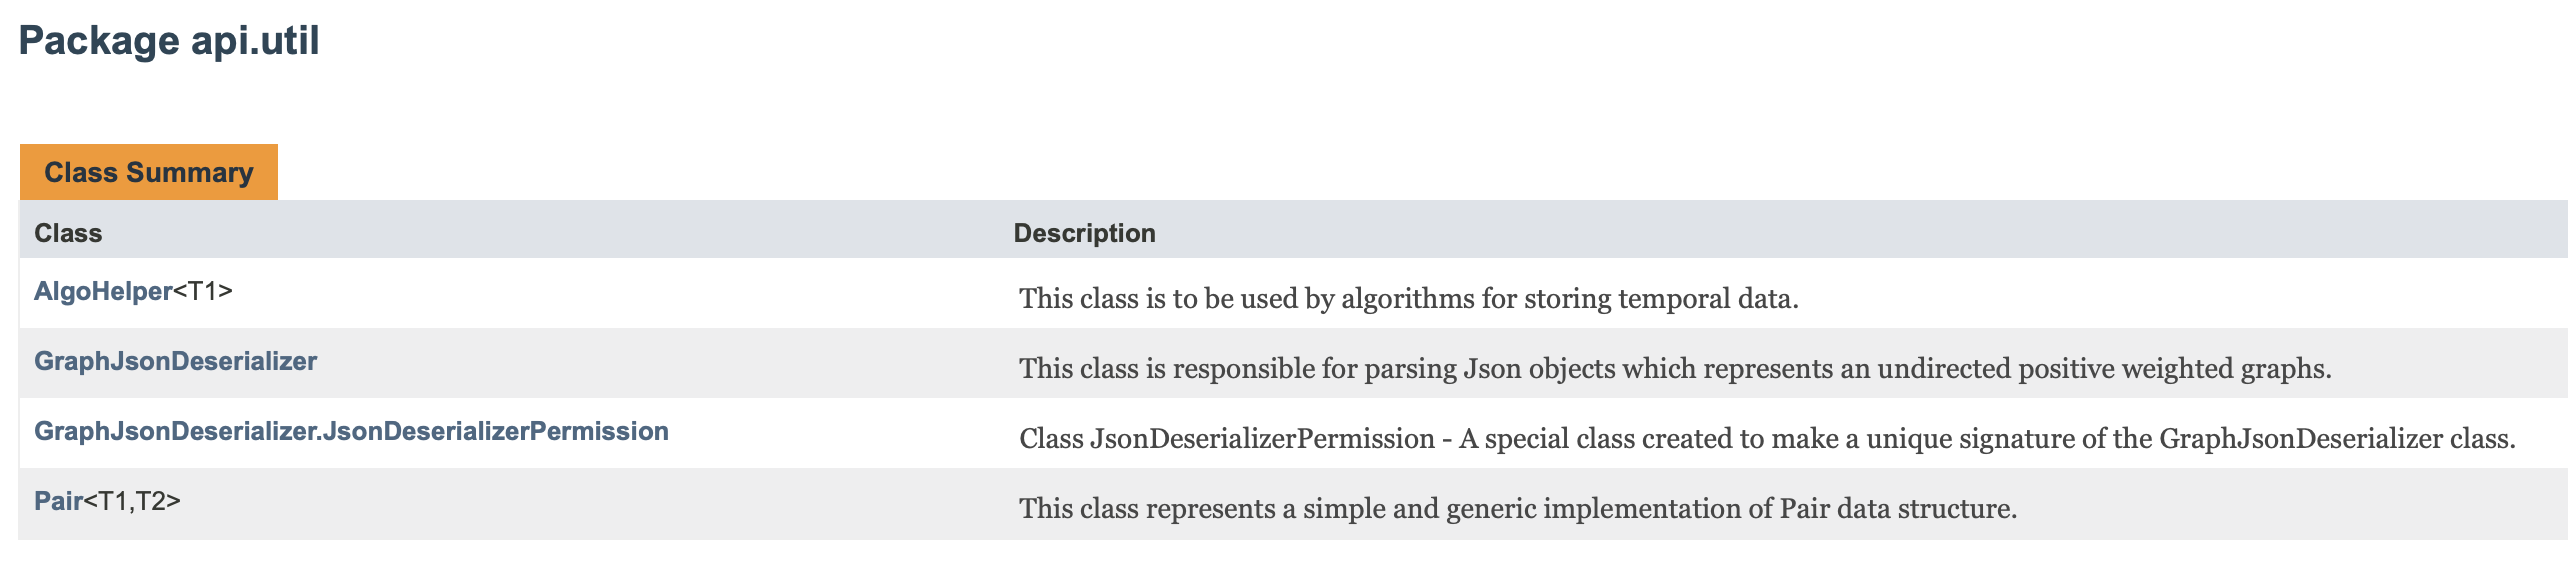 Package api.util
Class Summary
Class Description
AlgoHelper<T1> This class is to be used by algorithms for storing temporal data.
GraphJsonDeserializer This class is responsible for parsing Json objects which represents an undirected positive weighted graphs.
GraphJsonDeserializer.JsonDeserializerPermission Class JsonDeserializerPermission - A special class created to make a unique signature of the GraphJsonDeserializer class.
Pair<T1,T2> This class represents a simple and generic implementation of Pair data structure.